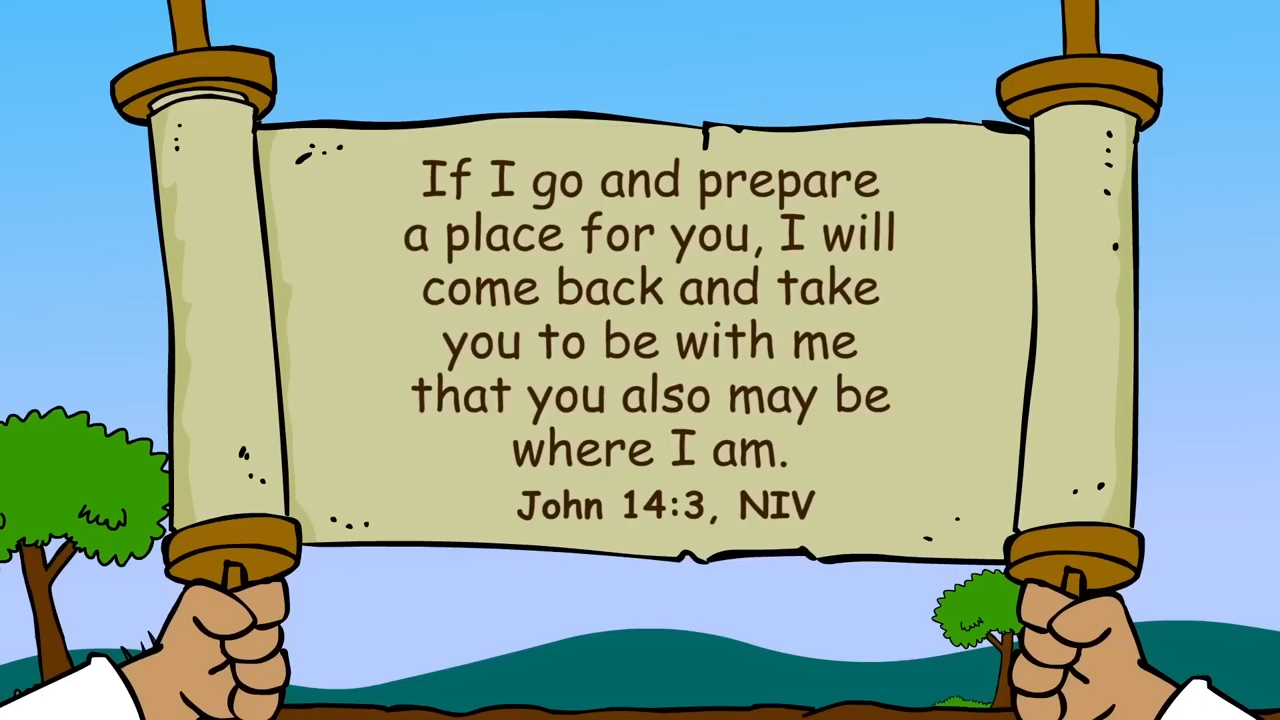 If I go and prepare
a place for you, I will
come back and take
you to be with me
that you also may be
where I am.
John 14:3, NIV